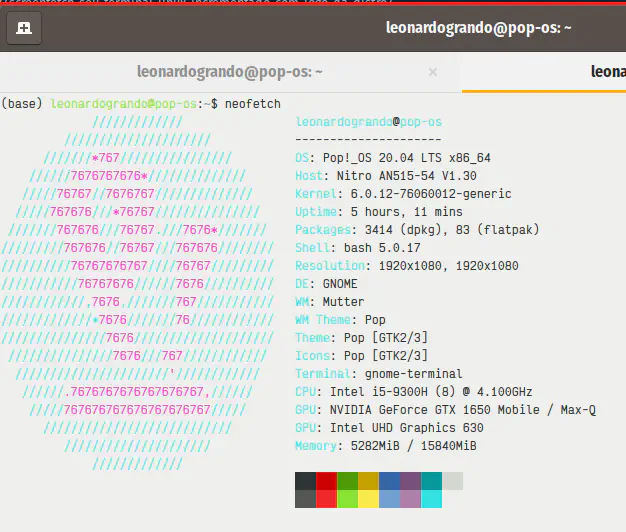 leonardogrando@pop-os: ~
leonardogrando@pop-os: ~ ×
leona
(base) leonardogrando@pop-os:~$ neofetch
/////////////
/////////////////////
///////*767////////////////
//////7676767676*//////////////
/////76767//7676767//////////////
/////767676///*76767///////////////
///////767676///76767.///7676*///////
/////////767676//76767///767676////////
//////////76767676767////76767/////////
///////////76767676//////7676//////////
////////////,7676,///////767///////////
/////////////*7676///////76////////////
///////////////7676////////////////////
///////////////7676///767////////////
//////////////////////'////////////
//////.7676767676767676767,//////
/////767676767676767676767/////
///////////////////////////
/////////////////////
/////////////
leonardogrando@pop-os
---------------------
OS: Pop!_OS 20.04 LTS x86_64
Host: Nitro AN515-54 V1.30
Kernel: 6.0.12-76060012-generic
Uptime: 5 hours, 11 mins
Packages: 3414 (dpkg), 83 (flatpak)
Shell: bash 5.0.17
Resolution: 1920x1080, 1920x1080
DE: GNOME
WM: Mutter
WM Theme: Pop
Theme: Pop [GTK2/3]
Icons: Pop [GTK2/3]
Terminal: gnome-terminal
CPU: Intel i5-9300H (8) @ 4.100GHz
GPU: NVIDIA GeForce GTX 1650 Mobile / Max-Q
GPU: Intel UHD Graphics 630
Memory: 5282MiB / 15840MiB